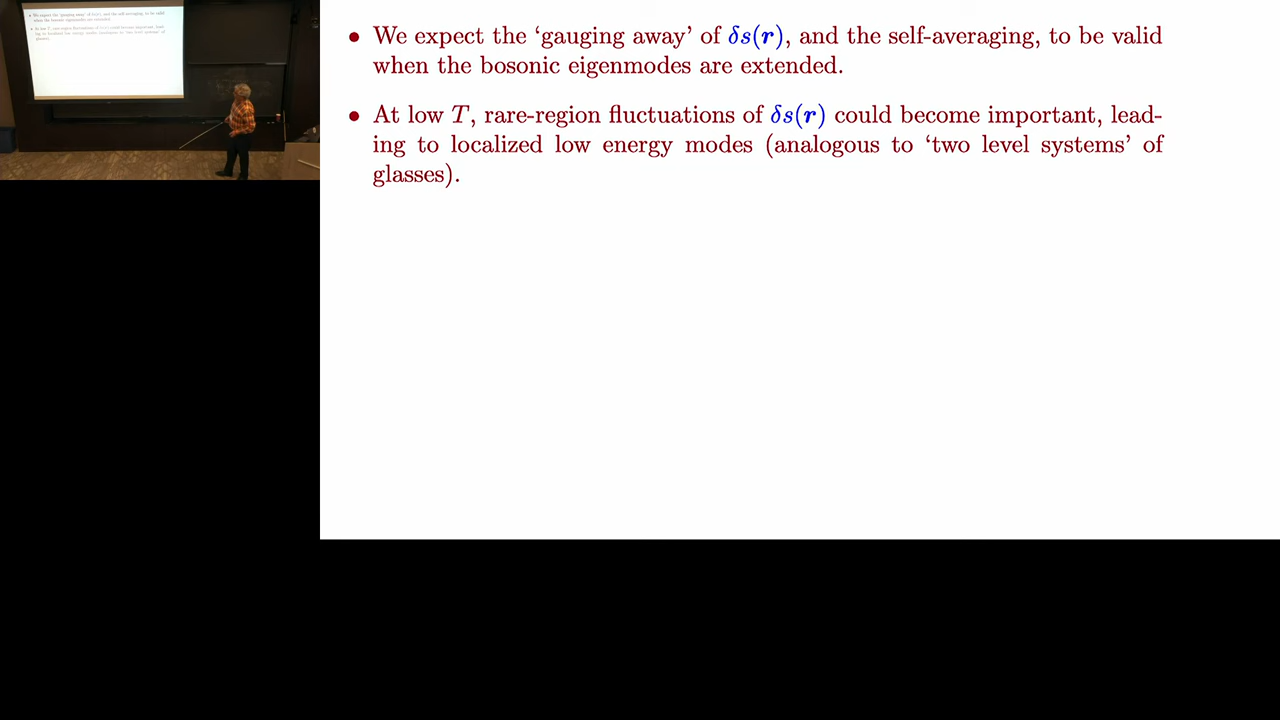 • We expect the ‘gauging away’ of δs(r), and the self-averaging, to be valid
when the bosonic eigenmodes are extended.
• At low T, rare-region fluctuations of δs(r) could become important, lead-
ing to localized low energy modes (analogous to ‘two level systems’ of
glasses).